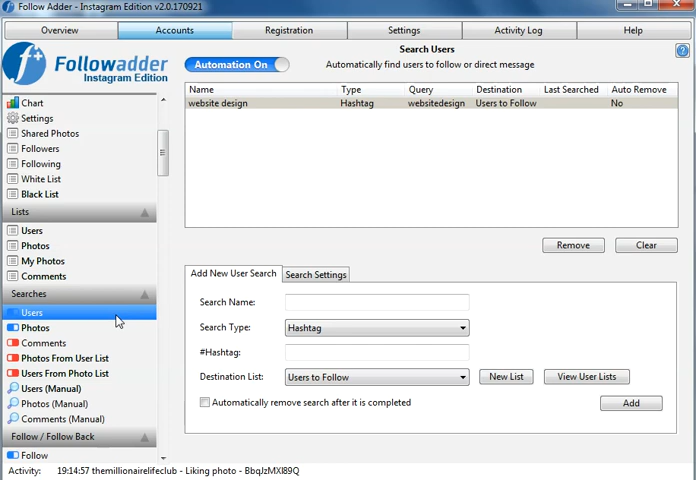 Follow Adder - Instagram Edition v2.0.170921
Overview Accounts Registration Settings Activity Log Help
f Followadder
Instagram Edition
Search Users
Automation On
Automatically find users to follow or direct message
?
Chart
Settings
Shared Photos
Followers
Following
White List
Black List
Lists
Users
Photos
My Photos
Comments
Searches
Users
Photos
Comments
Photos From User List
Users From Photo List
Users (Manual)
Photos (Manual)
Comments (Manual)
Follow / Follow Back
Follow
Name Type Query Destination Last Searched Auto Remove
website design Hashtag websitedesign Users to Follow No
Remove Clear
Add New User Search Search Settings
Search Name:
Search Type: Hashtag
#Hashtag:
Destination List: Users to Follow New List View User Lists
Automatically remove search after it is completed
Add
Activity: 19:14:57 themillionairelifeclub - Liking photo - BbqJzMXl89Q